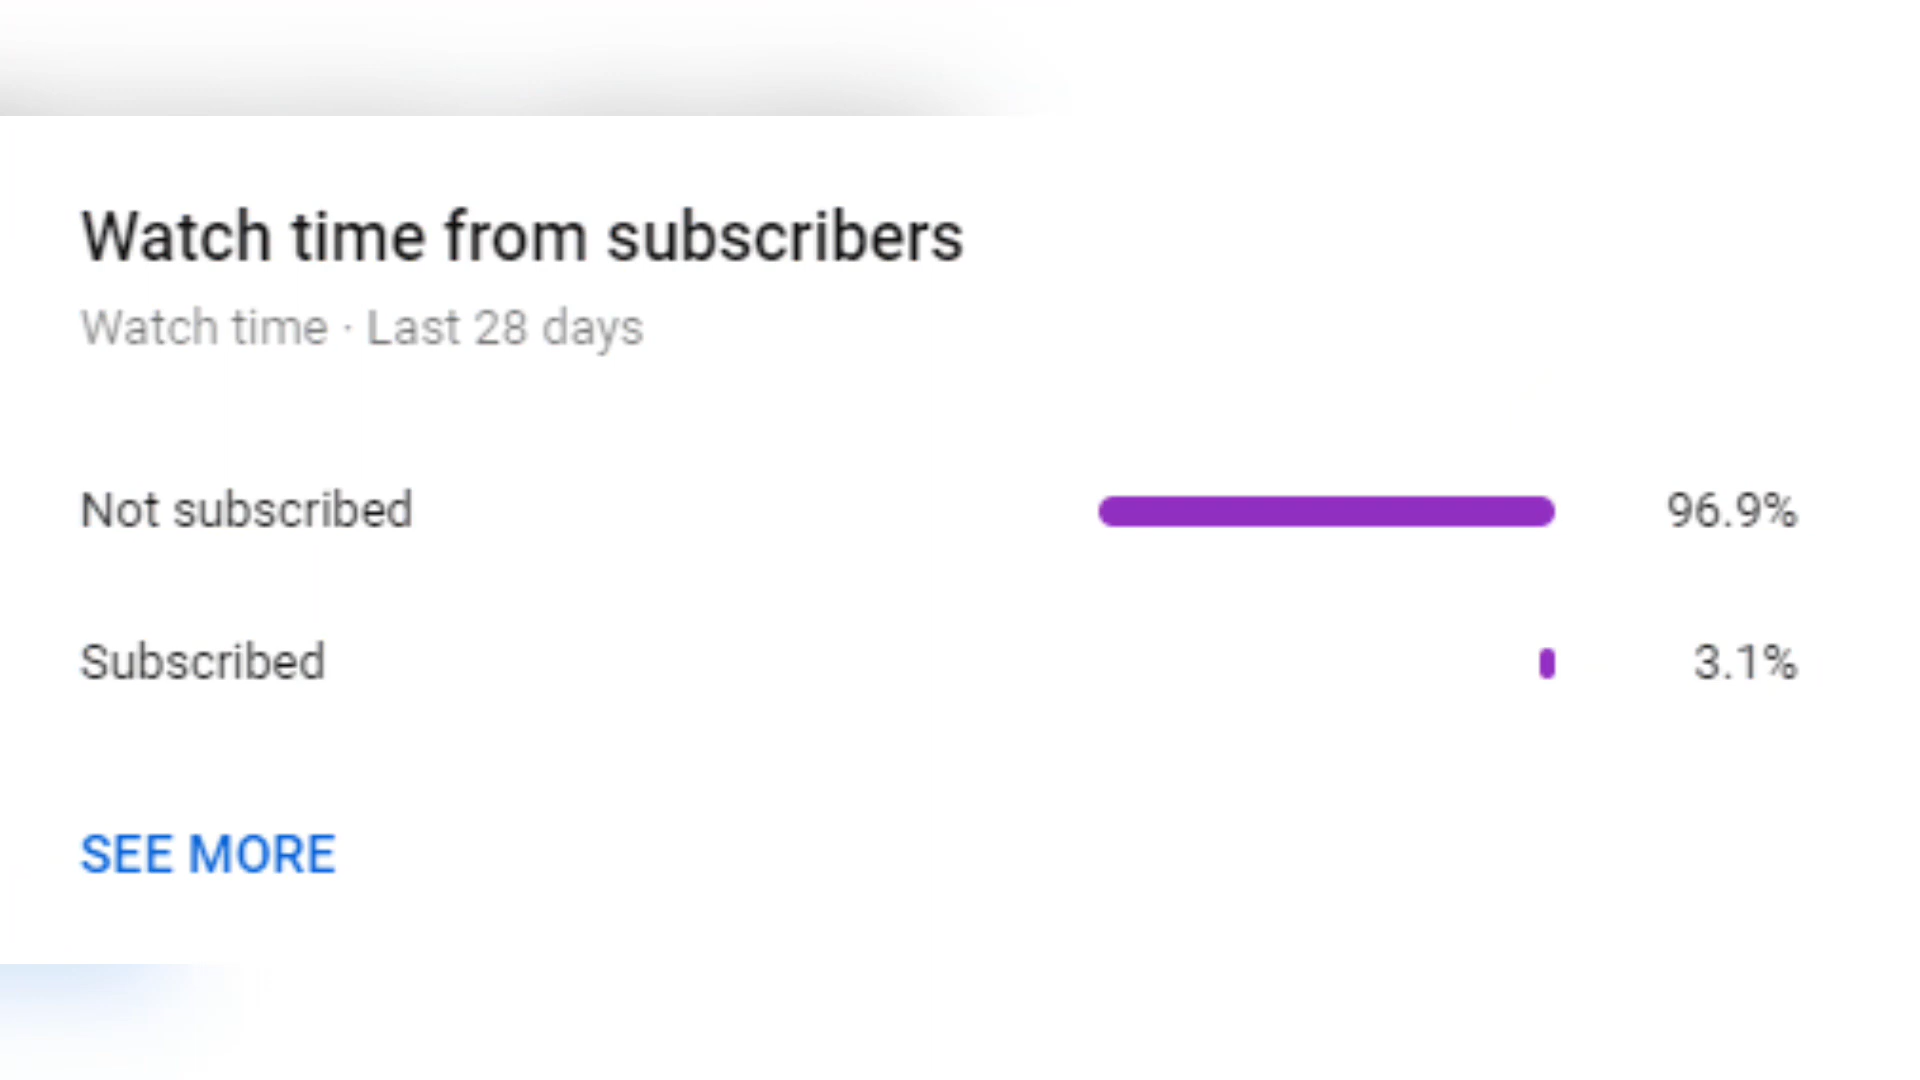 Watch time from subscribers
Watch time · Last 28 days
Not subscribed 96.9%
Subscribed 3.1%
SEE MORE